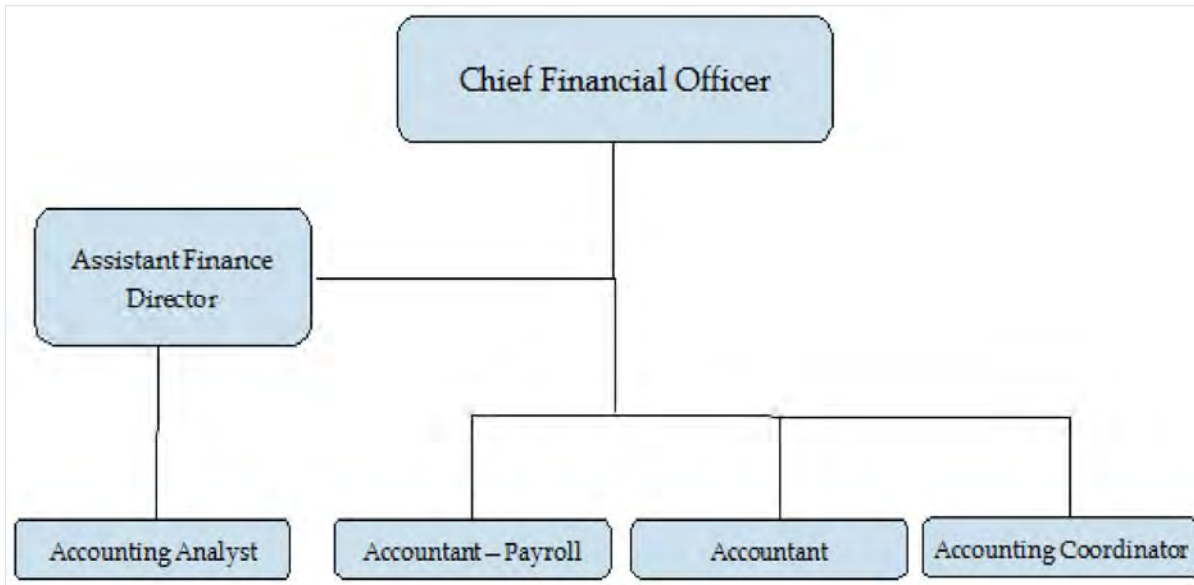 Chief Financial Officer
Assistant Finance
Director
Accounting Analyst
Accountant – Payroll
Accountant
Accounting Coordinator